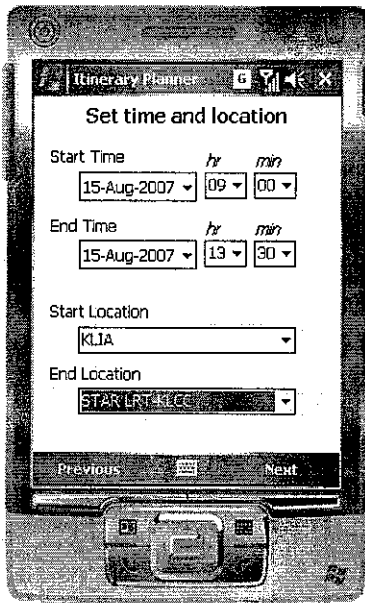 Itinerary Planner G
Set time and location
Start Time hr min
15-Aug-2007 09 00
End Time hr min
15-Aug-2007 13 30
Start Location
KLIA
End Location
STAR LRT KLCC
Previous Next